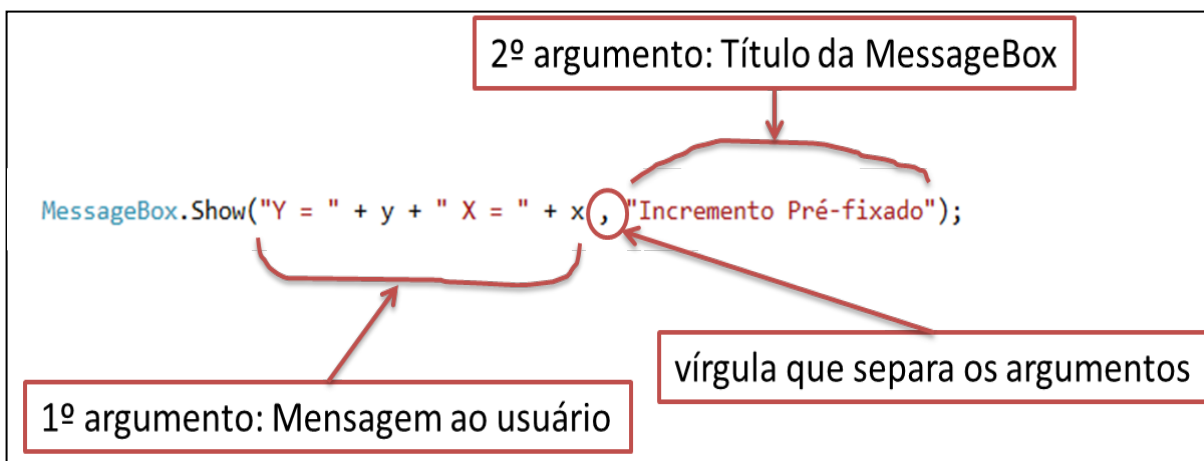 2º argumento: Título da MessageBox
MessageBox.Show("Y = " + y + " X = " + x , "Incremento Pré-fixado");
vírgula que separa os argumentos
1º argumento: Mensagem ao usuário